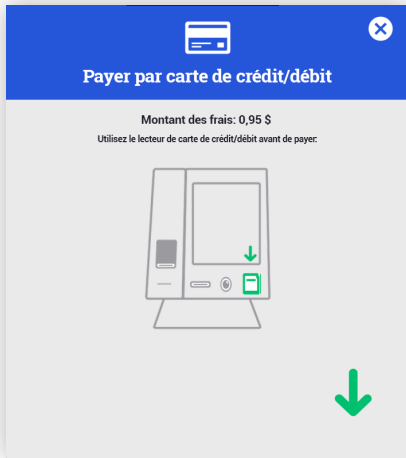 Payer par carte de crédit/débit
Montant des frais: 0,95 $
Utilisez le lecteur de carte de crédit/débit avant de payer: